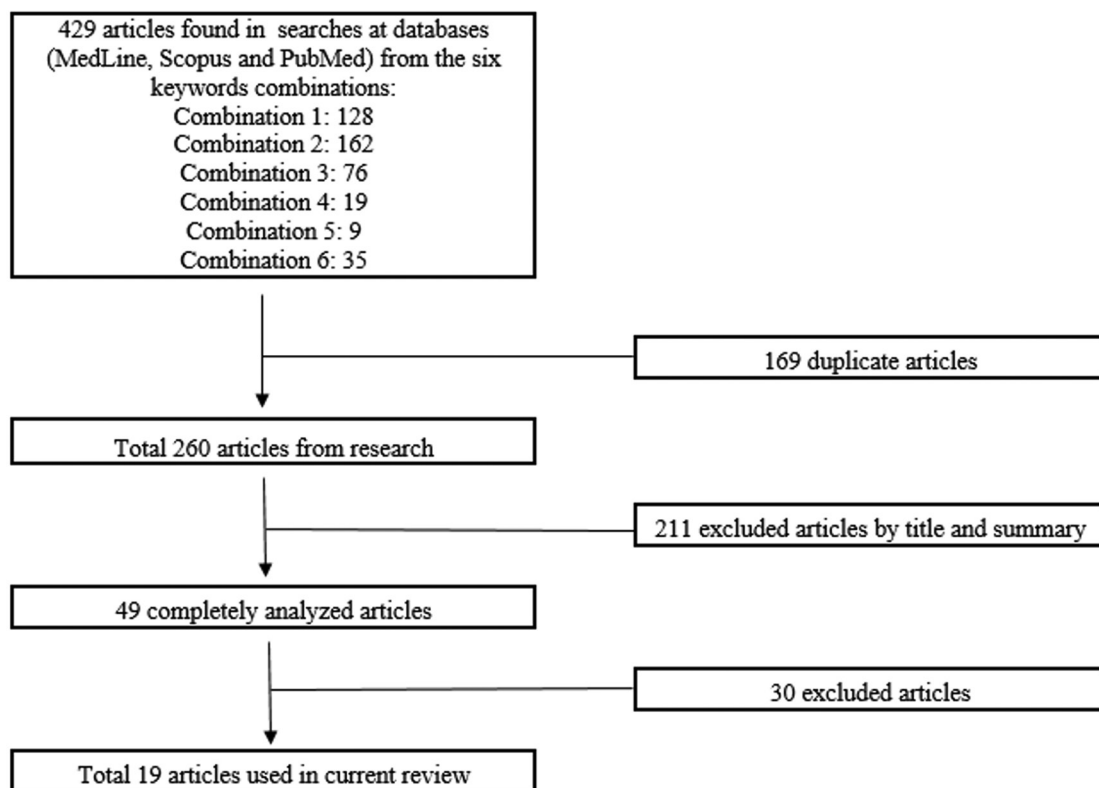 429 articles found in searches at databases
(MedLine, Scopus and PubMed) from the six
keywords combinations:
Combination 1: 128
Combination 2: 162
Combination 3: 76
Combination 4: 19
Combination 5: 9
Combination 6: 35
169 duplicate articles
Total 260 articles from research
211 excluded articles by title and summary
49 completely analyzed articles
30 excluded articles
Total 19 articles used in current review